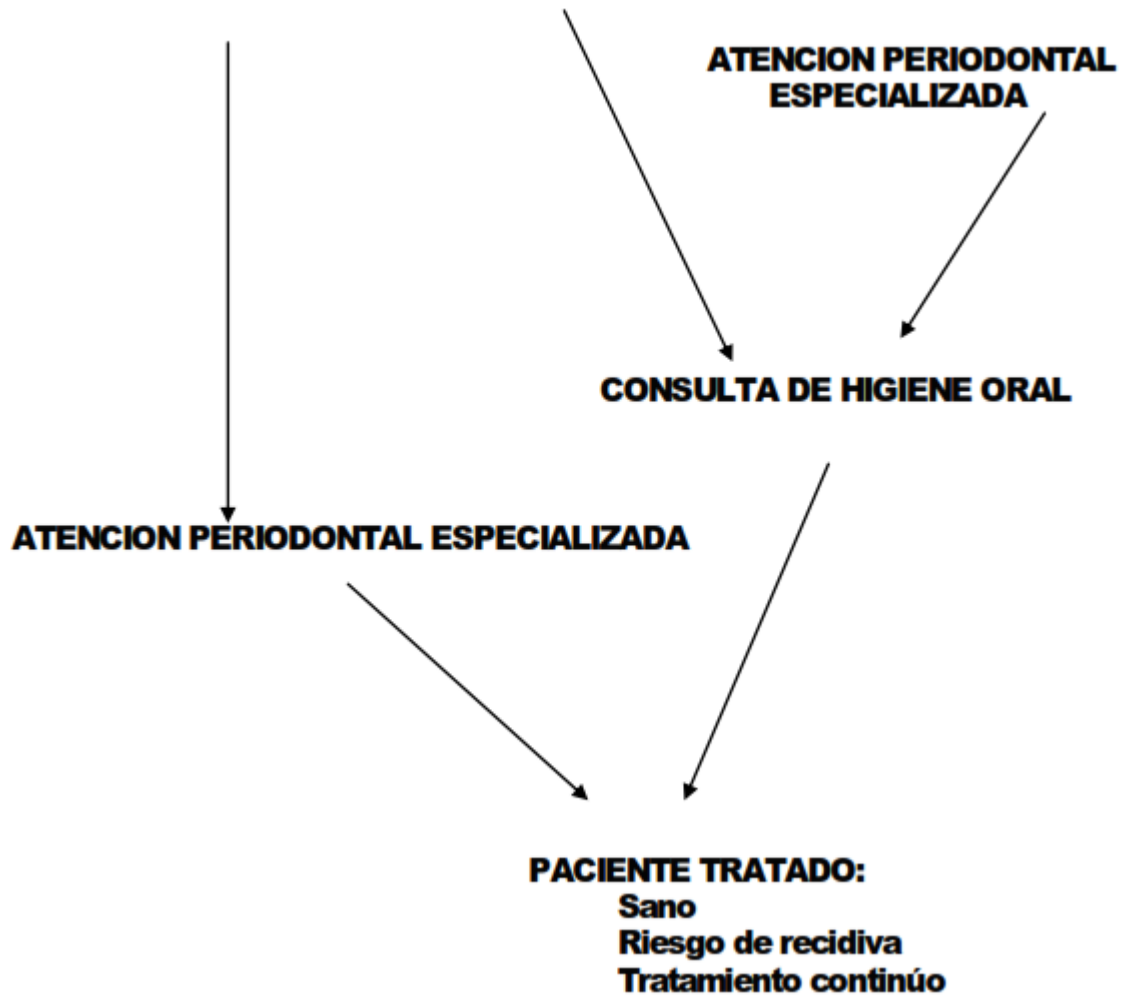 ATENCION PERIODONTAL
ESPECIALIZADA
CONSULTA DE HIGIENE ORAL
ATENCION PERIODONTAL ESPECIALIZADA
PACIENTE TRATADO:
Sano
Riesgo de recidiva
Tratamiento continúo